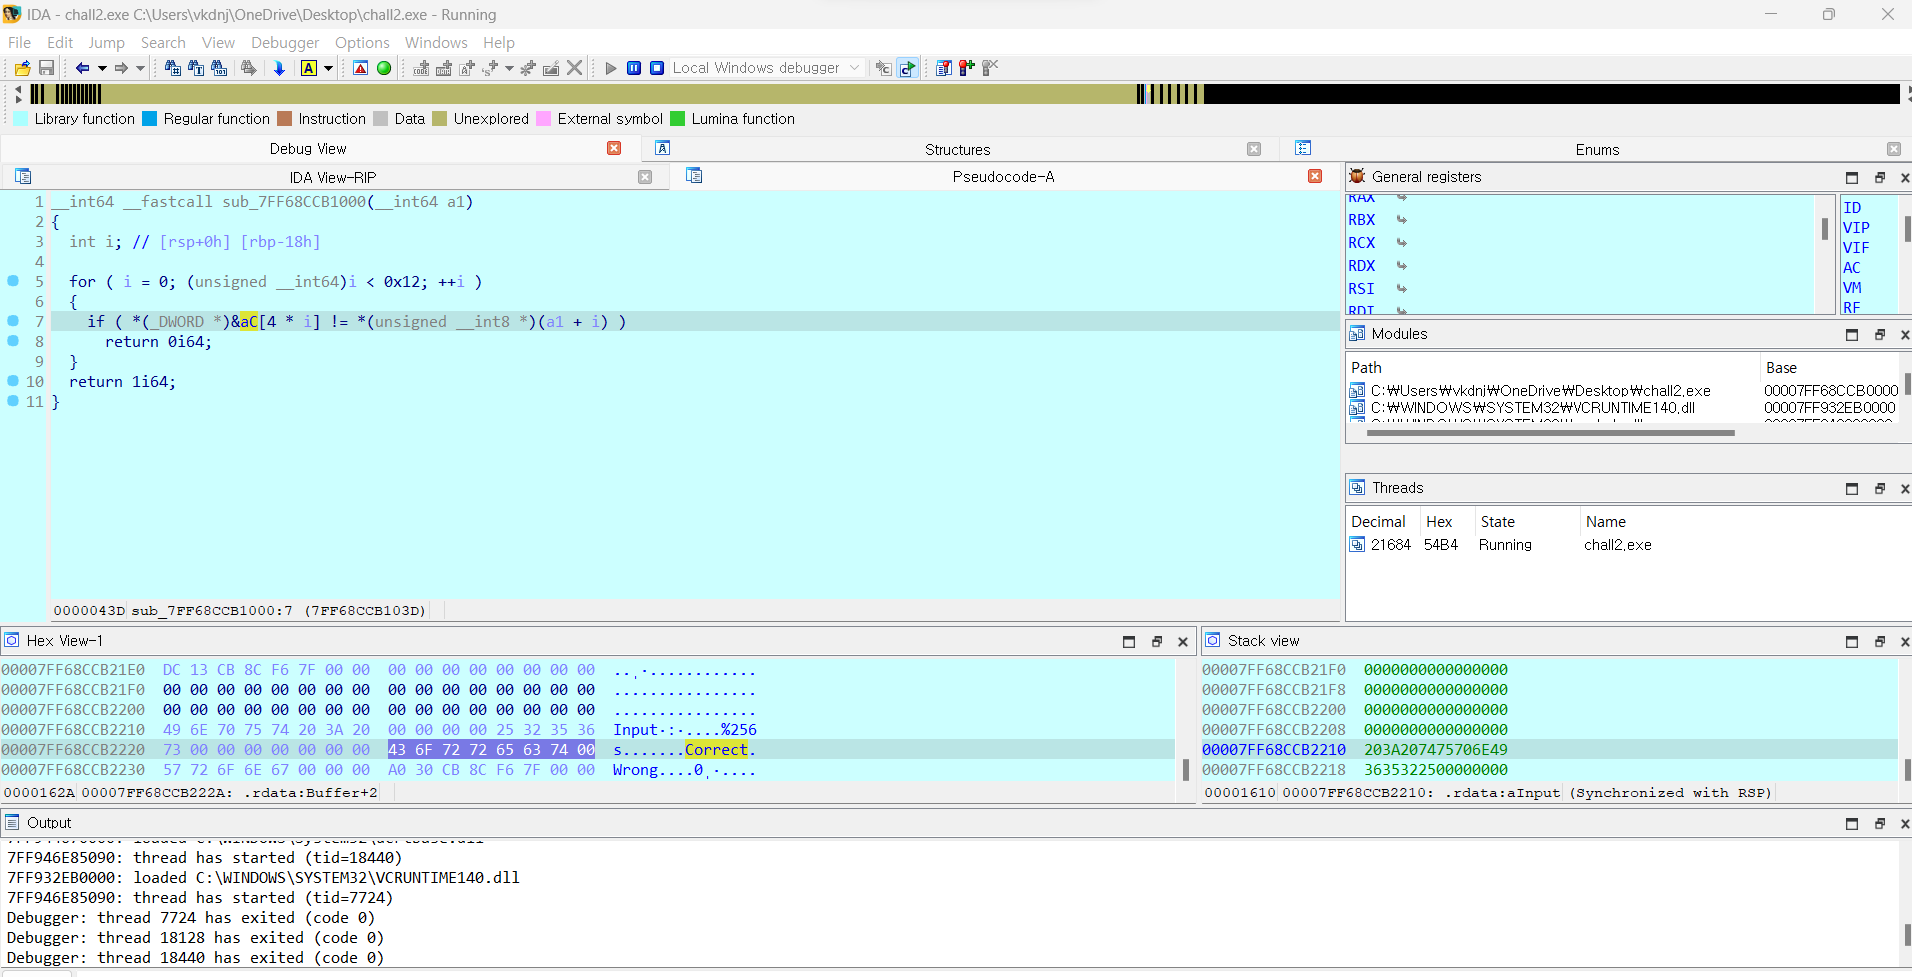 IDA - chall2.exe C:\Users\vkdnj\OneDrive\Desktop\chall2.exe - Running
File Edit Jump Search View Debugger Options Windows Help
Local Windows debugger
Library function Regular function Instruction Data Unexplored External symbol Lumina function
Debug View Structures Enums
IDA View-RIP Pseudocode-A
1 __int64 __fastcall sub_7FF68CCB1000(__int64 a1)
2 {
3 int i; // [rsp+0h] [rbp-18h]
4
5 for ( i = 0; (unsigned __int64)i < 0x12; ++i )
6 {
7 if ( *(_DWORD *)&aC[4 * i] != *(unsigned __int8 *)(a1 + i) )
8 return 0i64;
9 }
10 return 1i64;
11 }
0000043D sub_7FF68CCB1000:7 (7FF68CCB103D)
General registers
RAX
RBX
RCX
RDX
RSI
RDI
ID
VIP
VIF
AC
VM
RF
Modules
Path Base
C:₩Users₩vkdnj₩OneDrive₩Desktop₩chall2.exe 00007FF68CCB0000
C:₩WINDOWS₩SYSTEM32₩VCRUNTIME140.dll 00007FF932EB0000
Threads
Decimal Hex State Name
21684 54B4 Running chall2.exe
Hex View-1
00007FF68CCB21E0 DC 13 CB 8C F6 7F 00 00 00 00 00 00 00 00 00 00
00007FF68CCB21F0 00 00 00 00 00 00 00 00 00 00 00 00 00 00 00 00 ................
00007FF68CCB2200 00 00 00 00 00 00 00 00 00 00 00 00 00 00 00 00 ................
00007FF68CCB2210 49 6E 70 75 74 20 3A 20 00 00 00 00 25 32 35 36 Input·:·....%256
00007FF68CCB2220 73 00 00 00 00 00 00 00 43 6F 72 72 65 63 74 00 s.......Correct.
00007FF68CCB2230 57 72 6F 6E 67 00 00 00 A0 30 CB 8C F6 7F 00 00 Wrong....0¸·....
0000162A 00007FF68CCB222A: .rdata:Buffer+2
Stack view
00007FF68CCB21F0 0000000000000000
00007FF68CCB21F8 0000000000000000
00007FF68CCB2200 0000000000000000
00007FF68CCB2208 0000000000000000
00007FF68CCB2210 203A207475706E49
00007FF68CCB2218 3635322500000000
00001610 00007FF68CCB2210: .rdata:aInput (Synchronized with RSP)
Output
7FF946E85090: thread has started (tid=18440)
7FF932EB0000: loaded C:\WINDOWS\SYSTEM32\VCRUNTIME140.dll
7FF946E85090: thread has started (tid=7724)
Debugger: thread 7724 has exited (code 0)
Debugger: thread 18128 has exited (code 0)
Debugger: thread 18440 has exited (code 0)